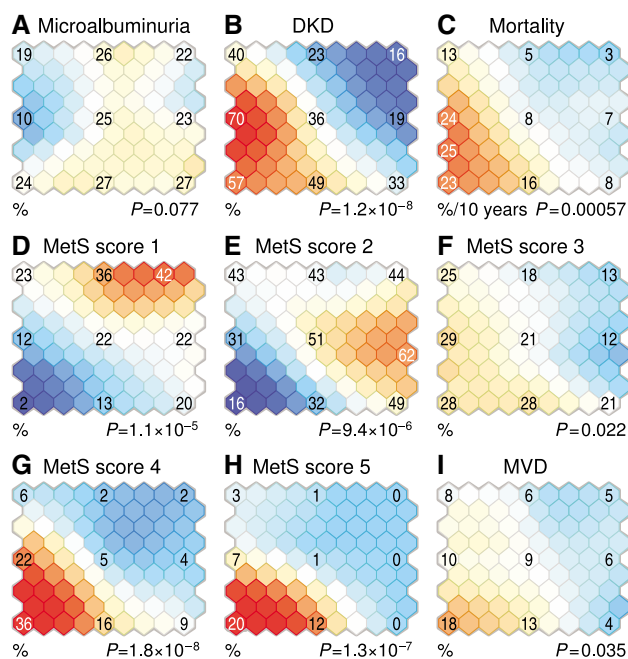 A Microalbuminuria B DKD C Mortality
19 26 22 40 23 16 13 5 3
10 25 23 70 36 19 24 8 7
25
24 27 27 57 49 33 23 16 8
% P=0.077 % P=1.2×10⁻⁸ %/10 years P=0.00057
D MetS score 1 E MetS score 2 F MetS score 3
23 36 42 43 43 44 25 18 13
12 22 22 31 51 62 29 21 12
2 13 20 16 32 49 28 28 21
% P=1.1×10⁻⁵ % P=9.4×10⁻⁶ % P=0.022
G MetS score 4 H MetS score 5 I MVD
6 2 2 3 1 0 8 6 5
22 5 4 7 1 0 10 9 6
36 16 9 20 12 0 18 13 4
% P=1.8×10⁻⁸ % P=1.3×10⁻⁷ % P=0.035